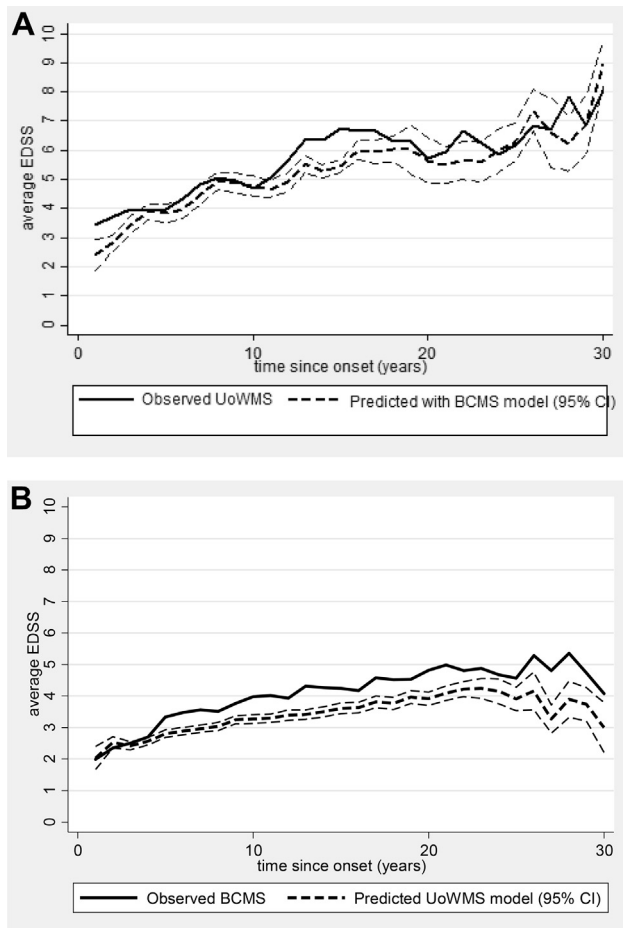 A
10
9
8
7
6
5
4
3
2
1
0
average EDSS
0 10 20 30
time since onset (years)
Observed UoWMS Predicted with BCMS model (95% CI)
B
10
9
8
7
6
5
4
3
2
1
0
average EDSS
0 10 20 30
time since onset (years)
Observed BCMS Predicted UoWMS model (95% CI)